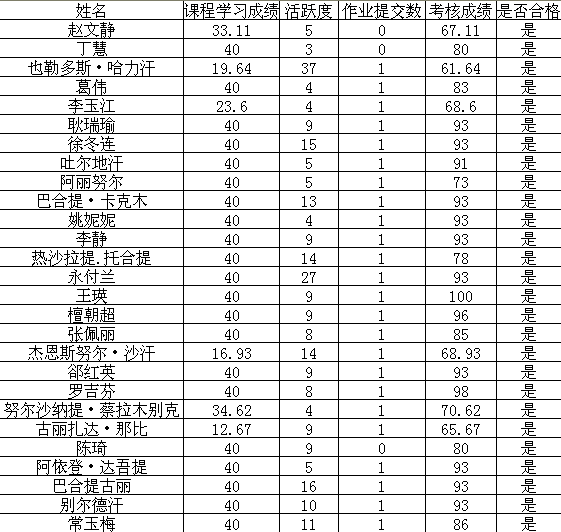 姓名 课程学习成绩 活跃度 作业提交数 考核成绩 是否合格
赵文静 33.11 5 0 67.11 是
丁慧 40 3 0 80 是
也勒多斯·哈力汗 19.64 37 1 61.64 是
葛伟 40 4 1 83 是
李玉江 23.6 4 1 68.6 是
耿瑞瑜 40 9 1 93 是
徐冬连 40 15 1 93 是
吐尔地汗 40 5 1 91 是
阿丽努尔 40 5 1 73 是
巴合提·卡克木 40 13 1 93 是
姚妮妮 40 4 1 93 是
李静 40 9 1 93 是
热沙拉提.托合提 40 14 1 78 是
永付兰 40 27 1 93 是
王瑛 40 9 1 100 是
檀朝超 40 9 1 96 是
张佩丽 40 8 1 85 是
杰恩斯努尔·沙汗 16.93 14 1 68.93 是
郤红英 40 9 1 93 是
罗吉芬 40 8 1 98 是
努尔沙纳提·蔡拉木别克 34.62 4 1 70.62 是
古丽扎达·那比 12.67 9 1 65.67 是
陈琦 40 9 0 80 是
阿依登·达吾提 40 5 1 93 是
巴合提古丽 40 16 1 93 是
别尔德汗 40 10 1 93 是
常玉梅 40 11 1 86 是